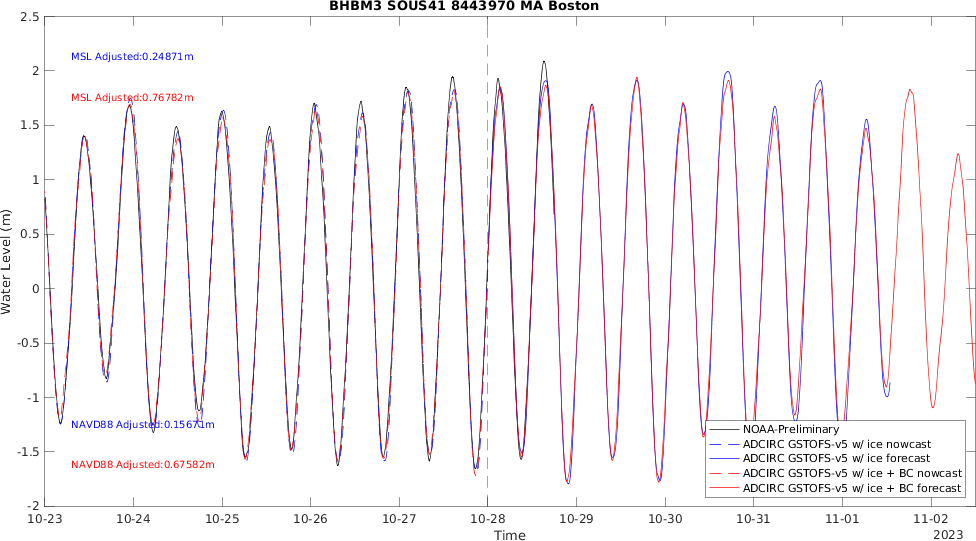 BHBM3 SOUS41 8443970 MA Boston
2.5
2
1.5
1
0.5
0
-0.5
-1
-1.5
-2
Water Level (m)
MSL Adjusted:0.24871m
MSL Adjusted:0.76782m
NAVD88 Adjusted:0.15671m
NAVD88 Adjusted:0.67582m
NOAA-Preliminary
ADCIRC GSTOFS-v5 w/ ice nowcast
ADCIRC GSTOFS-v5 w/ ice forecast
ADCIRC GSTOFS-v5 w/ ice + BC nowcast
ADCIRC GSTOFS-v5 w/ ice + BC forecast
10-23 10-24 10-25 10-26 10-27 10-28 10-29 10-30 10-31 11-01 11-02
Time
2023